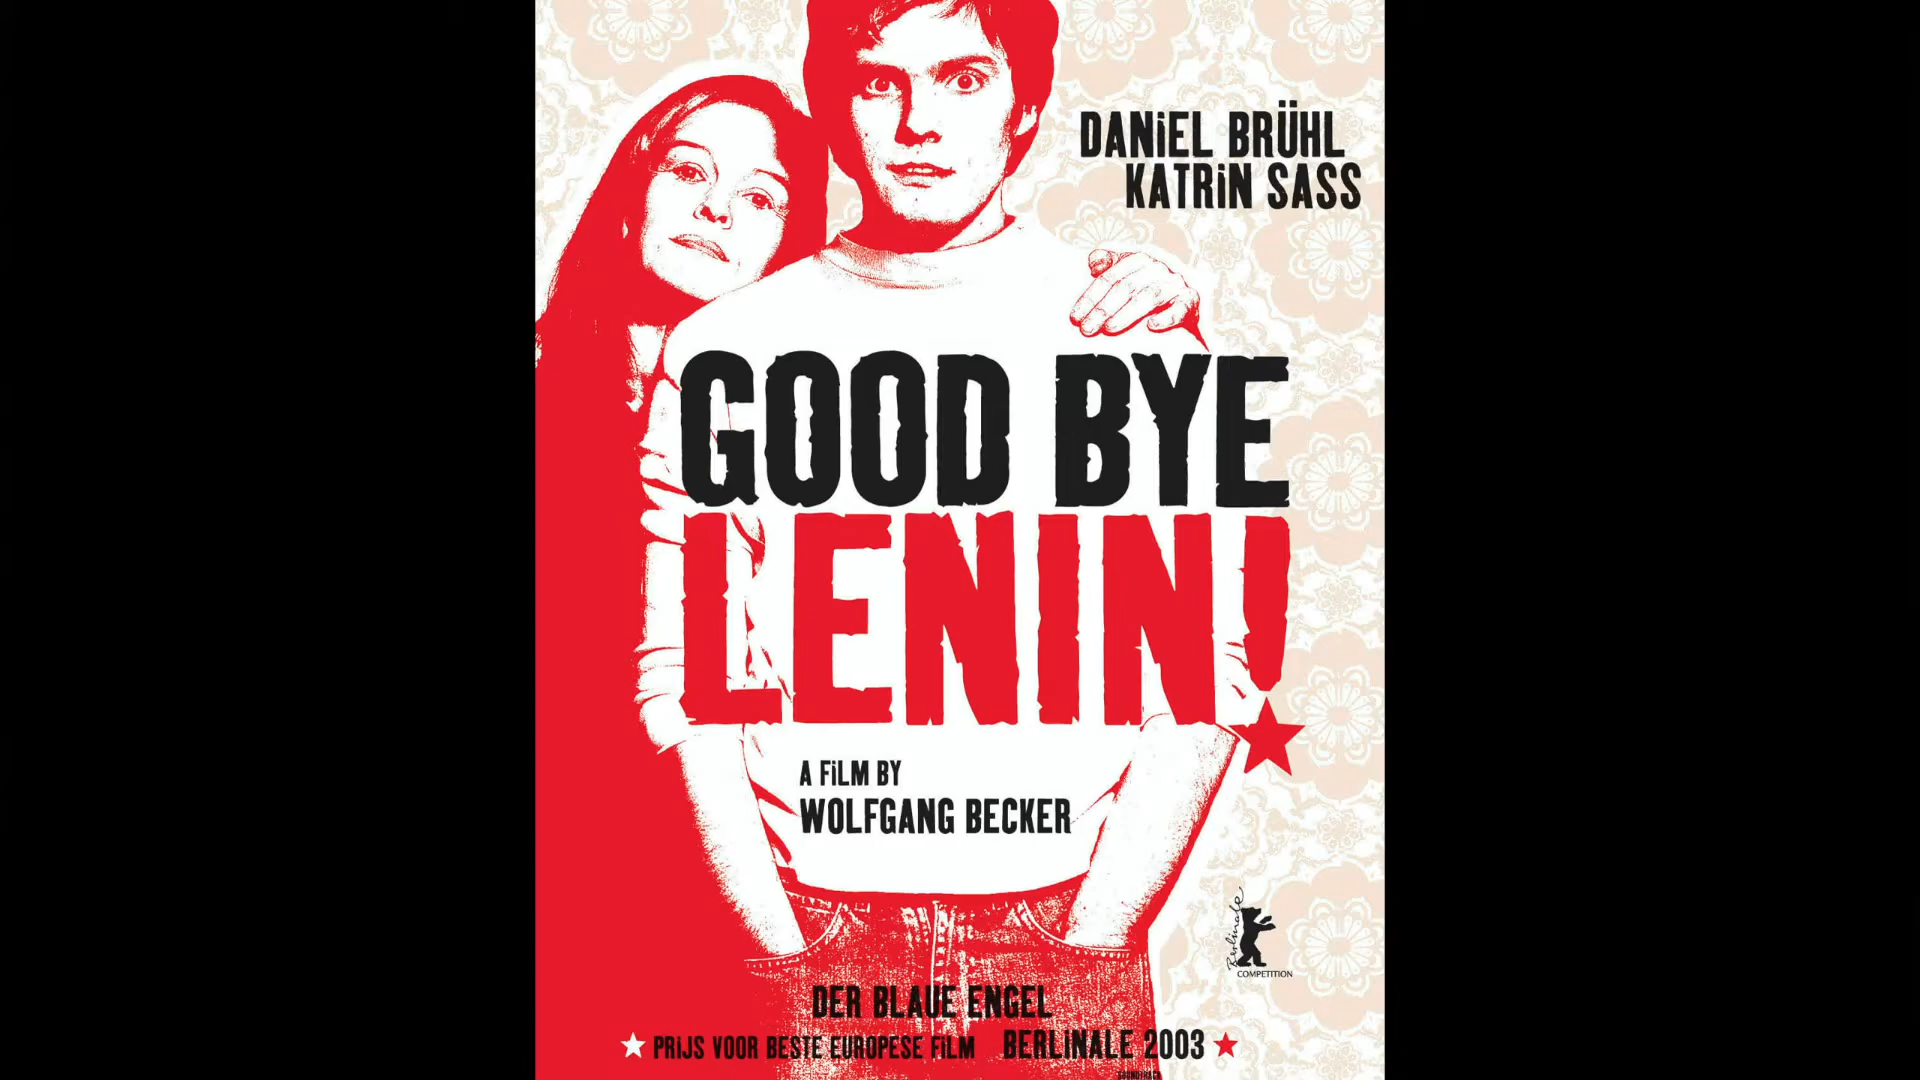 DANiEL BRÜHL
KATRiN SASS
GOOD BYE
LENIN!
A FiLM BY
WOLFGANG BECKER
Berlinale
COMPETITION
DER BLAUE ENGEL
PRiJS VOOR BESTE EUROPESE FiLM BERLiNALE 2003